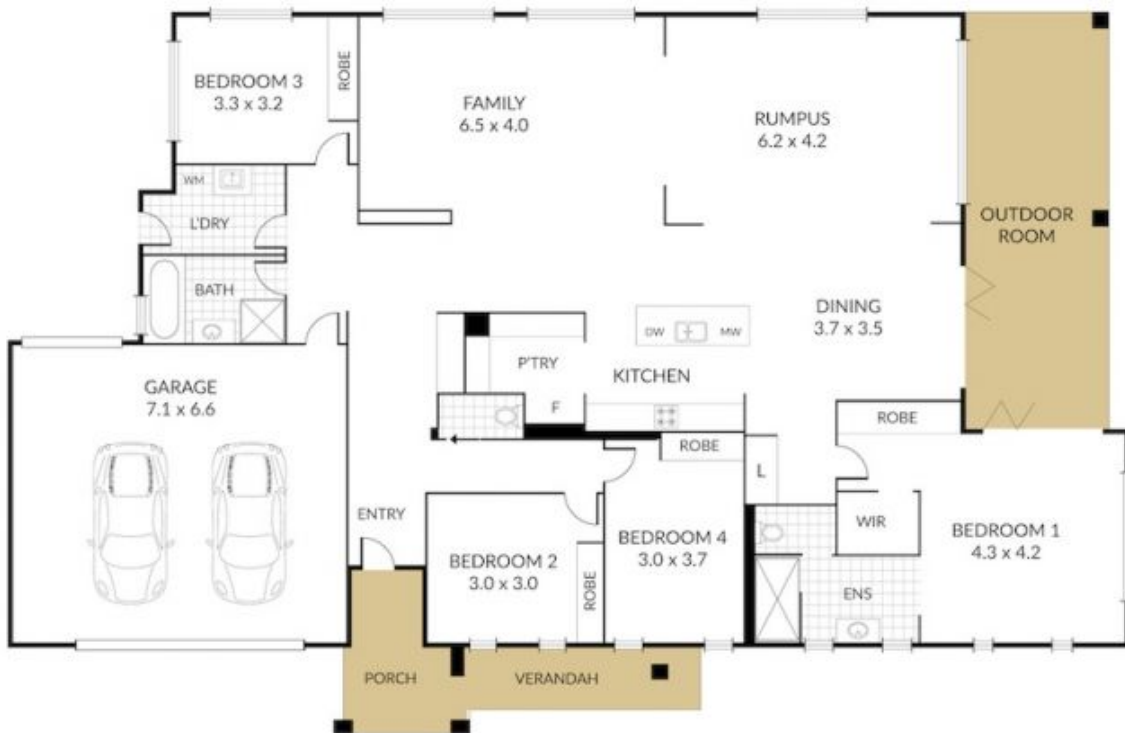 BEDROOM 3
3.3 x 3.2
ROBE
FAMILY
6.5 x 4.0
RUMPUS
6.2 x 4.2
WM
L'DRY
OUTDOOR
ROOM
BATH
DINING
3.7 x 3.5
DW
MW
P'TRY
KITCHEN
GARAGE
7.1 x 6.6
F
ROBE
ROBE
L
ENTRY
WIR
BEDROOM 1
4.3 x 4.2
BEDROOM 4
3.0 x 3.7
BEDROOM 2
3.0 x 3.0
ROBE
ENS
PORCH
VERANDAH